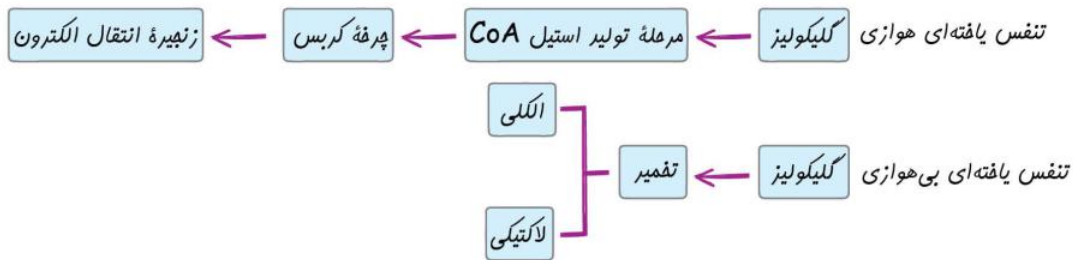 تنفس یاخته‌ای هوازی گلیکولیز مرحلهٔ تولید استیل CoA چرخهٔ کربس زنجیرهٔ انتقال الکترون
الکلی
تنفس یاخته‌ای بی‌هوازی گلیکولیز تخمیر
لاکتیکی